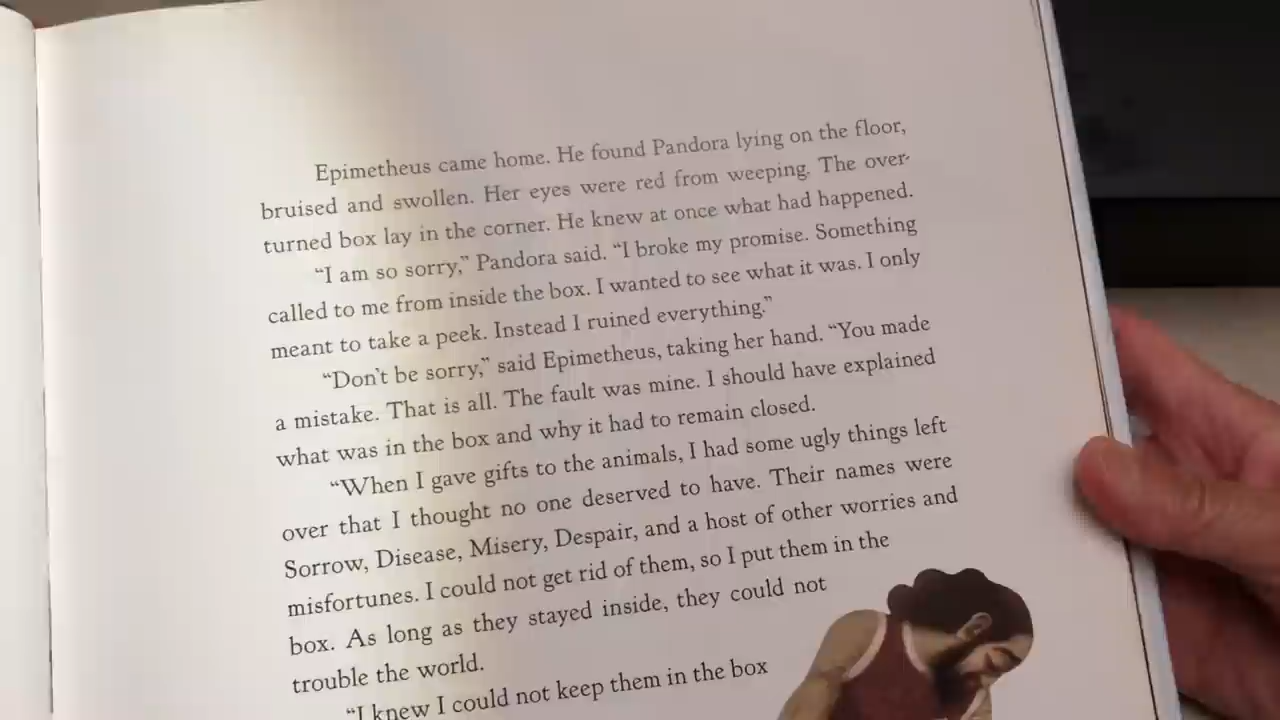 Epimetheus came home. He found Pandora lying on the floor,
bruised and swollen. Her eyes were red from weeping. The over-
turned box lay in the corner. He knew at once what had happened.
“I am so sorry,” Pandora said. “I broke my promise. Something
called to me from inside the box. I wanted to see what it was. I only
meant to take a peek. Instead I ruined everything.”
“Don’t be sorry,” said Epimetheus, taking her hand. “You made
a mistake. That is all. The fault was mine. I should have explained
what was in the box and why it had to remain closed.
“When I gave gifts to the animals, I had some ugly things left
over that I thought no one deserved to have. Their names were
Sorrow, Disease, Misery, Despair, and a host of other worries and
misfortunes. I could not get rid of them, so I put them in the
box. As long as they stayed inside, they could not
trouble the world.
“I knew I could not keep them in the box